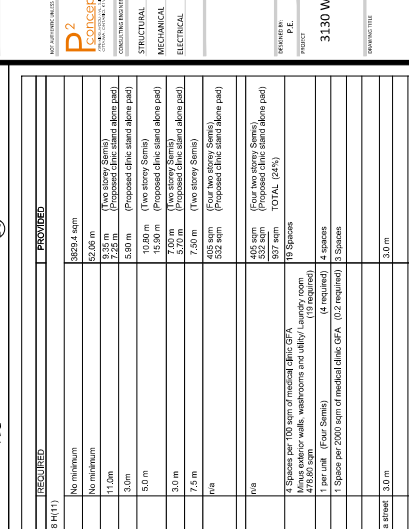 NOT AUTHENTIC UNLESS
P2
concep
CONSULTING ENGINEE
STRUCTURAL
MECHANICAL
ELECTRICAL
DESIGNED BY:
P.E.
PROJECT
3130 W
DRAWING TITLE
REQUIRED PROVIDED
8 H(11)
No minimum 3829.4 sqm
No minimum 52.06 m
11.0m 9.35 m (Two storey Semis)
7.25 m (Proposed clinic stand alone pad)
3.0m 5.90 m (Proposed clinic stand alone pad)
5.0 m 10.80 m (Two storey Semis)
15.90 m (Proposed clinic stand alone pad)
3.0 m 7.00 m (Two storey Semis)
5.70 m (Proposed clinic stand alone pad)
7.5 m 7.50 m (Two storey Semis)
n/a 405 sqm (Four two storey Semis)
532 sqm (Proposed clinic stand alone pad)
n/a 405 sqm (Four two storey Semis)
532 sqm (Proposed clinic stand alone pad)
937 sqm TOTAL (24%)
4 Spaces per 100 sqm of medical clinic GFA 19 Spaces
Minus exterior walls, washrooms and utility/ Laundry room
478.80 sqm (19 required)
1 per unit (Four Semis) (4 required) 4 spaces
1 Space per 2000 sqm of medical clinic GFA (0.2 required) 3 Spaces
a street 3.0 m 3.0 m